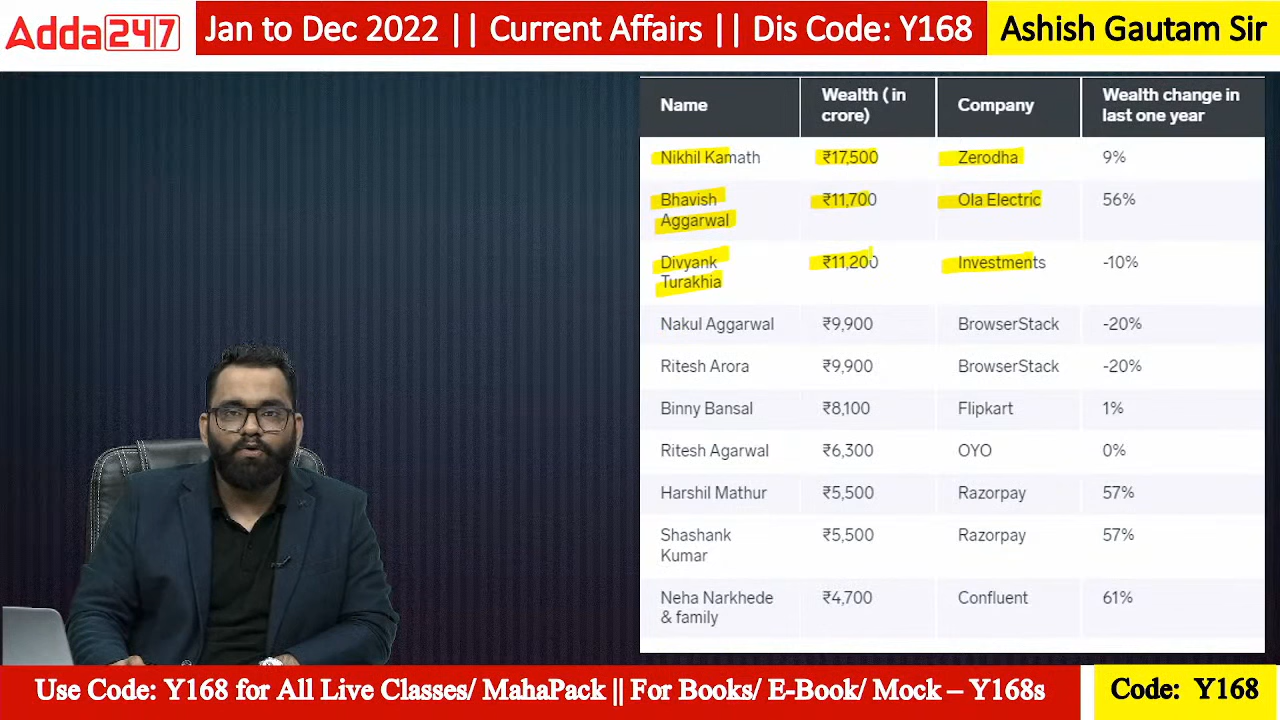 Adda247 Jan to Dec 2022 || Current Affairs || Dis Code: Y168 Ashish Gautam Sir
Name Wealth ( in crore) Company Wealth change in last one year
Nikhil Kamath ₹17,500 Zerodha 9%
Bhavish Aggarwal ₹11,700 Ola Electric 56%
Divyank Turakhia ₹11,200 Investments -10%
Nakul Aggarwal ₹9,900 BrowserStack -20%
Ritesh Arora ₹9,900 BrowserStack -20%
Binny Bansal ₹8,100 Flipkart 1%
Ritesh Agarwal ₹6,300 OYO 0%
Harshil Mathur ₹5,500 Razorpay 57%
Shashank Kumar ₹5,500 Razorpay 57%
Neha Narkhede & family ₹4,700 Confluent 61%
Use Code: Y168 for All Live Classes/ MahaPack || For Books/ E-Book/ Mock – Y168s Code: Y168